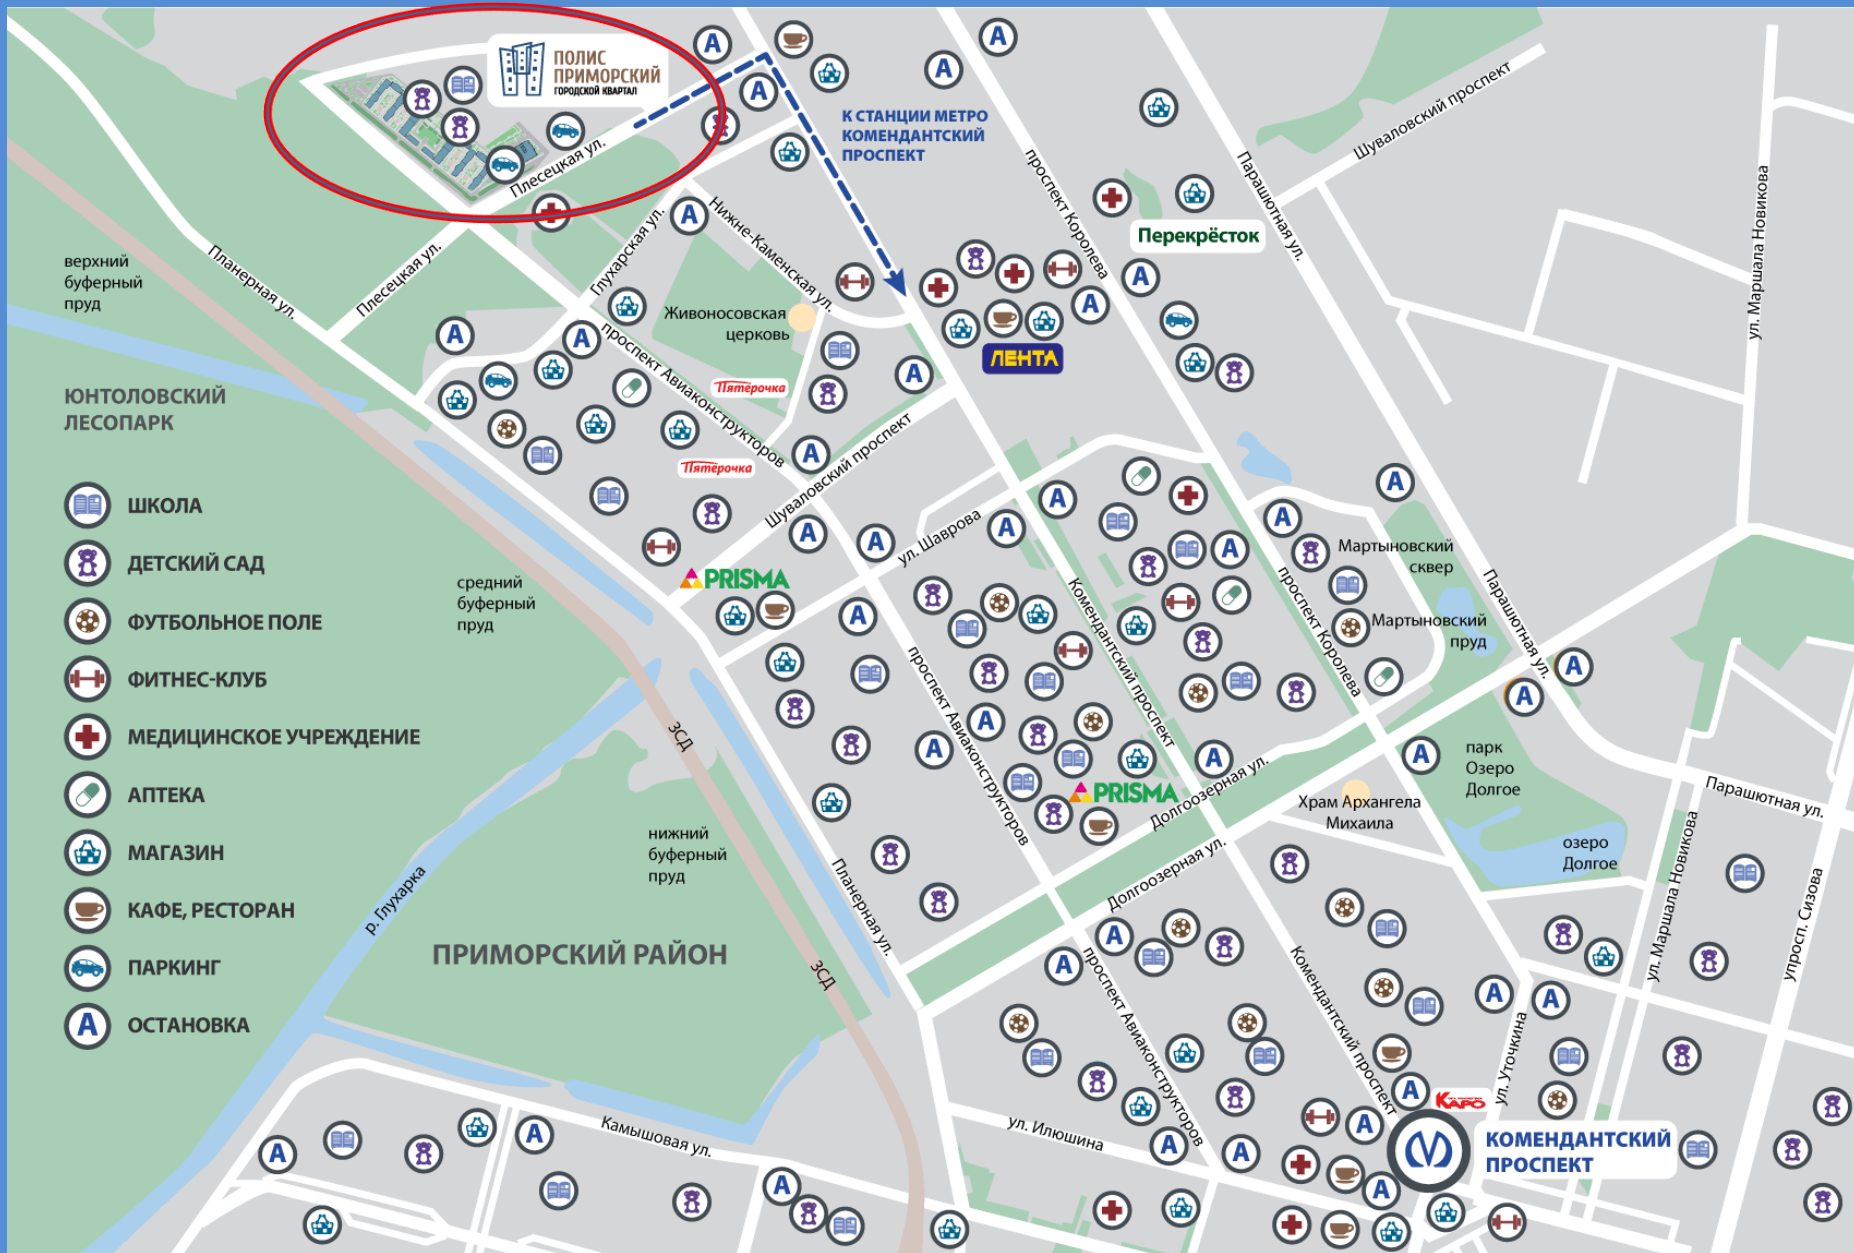 ПОЛИС
ПРИМОРСКИЙ
ГОРОДСКОЙ КВАРТАЛ
К СТАНЦИИ МЕТРО
КОМЕНДАНТСКИЙ
ПРОСПЕКТ
Плесецкая ул.
Шуваловский проспект
проспект Королева
Парашютная ул.
ул. Маршала Новикова
Перекрёсток
Нижне-Каменская ул.
Глухарская ул.
Плесецкая ул.
Планерная ул.
верхний
буферный
пруд
Живоносовская
церковь
ЛЕНТА
проспект Авиаконструкторов
Пятёрочка
Пятёрочка
Шуваловский проспект
ЮНТОЛОВСКИЙ
ЛЕСОПАРК
ШКОЛА
ДЕТСКИЙ САД
ФУТБОЛЬНОЕ ПОЛЕ
ФИТНЕС-КЛУБ
МЕДИЦИНСКОЕ УЧРЕЖДЕНИЕ
АПТЕКА
МАГАЗИН
КАФЕ, РЕСТОРАН
ПАРКИНГ
А ОСТАНОВКА
средний
буферный
пруд
PRISMA
ул. Шаврова
Комендантский проспект
проспект Королева
Мартыновский
сквер
Мартыновский
пруд
Парашютная ул.
проспект Авиаконструкторов
PRISMA
ЗСД
нижний
буферный
пруд
Долгоозерная ул.
Долгоозерная ул.
Храм Архангела
Михаила
парк
Озеро
Долгое
озеро
Долгое
Парашютная ул.
ул. Маршала Новикова
упросп. Сизова
Планерная ул.
р. Глухарка
ПРИМОРСКИЙ РАЙОН
ЗСД
проспект Авиаконструкторов
Комендантский проспект
ул. Уточкина
КАРО
КОМЕНДАНТСКИЙ
ПРОСПЕКТ
ул. Илюшина
Камышовая ул.